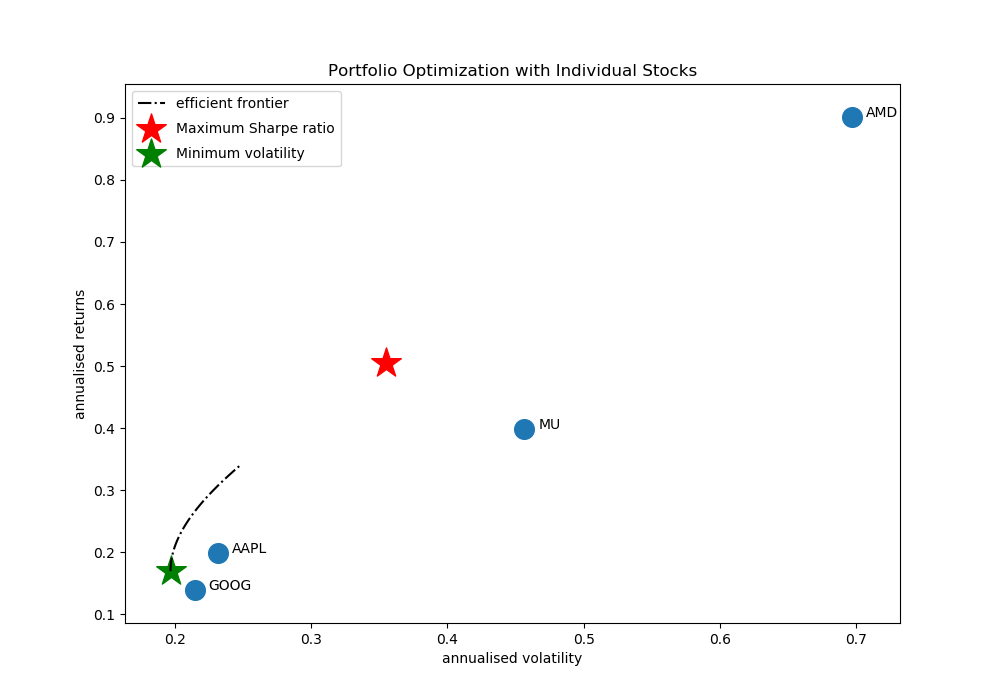 Portfolio Optimization with Individual Stocks
efficient frontier
Maximum Sharpe ratio
Minimum volatility
AMD
MU
AAPL
GOOG
annualised returns
0.9
0.8
0.7
0.6
0.5
0.4
0.3
0.2
0.1
0.2 0.3 0.4 0.5 0.6 0.7
annualised volatility